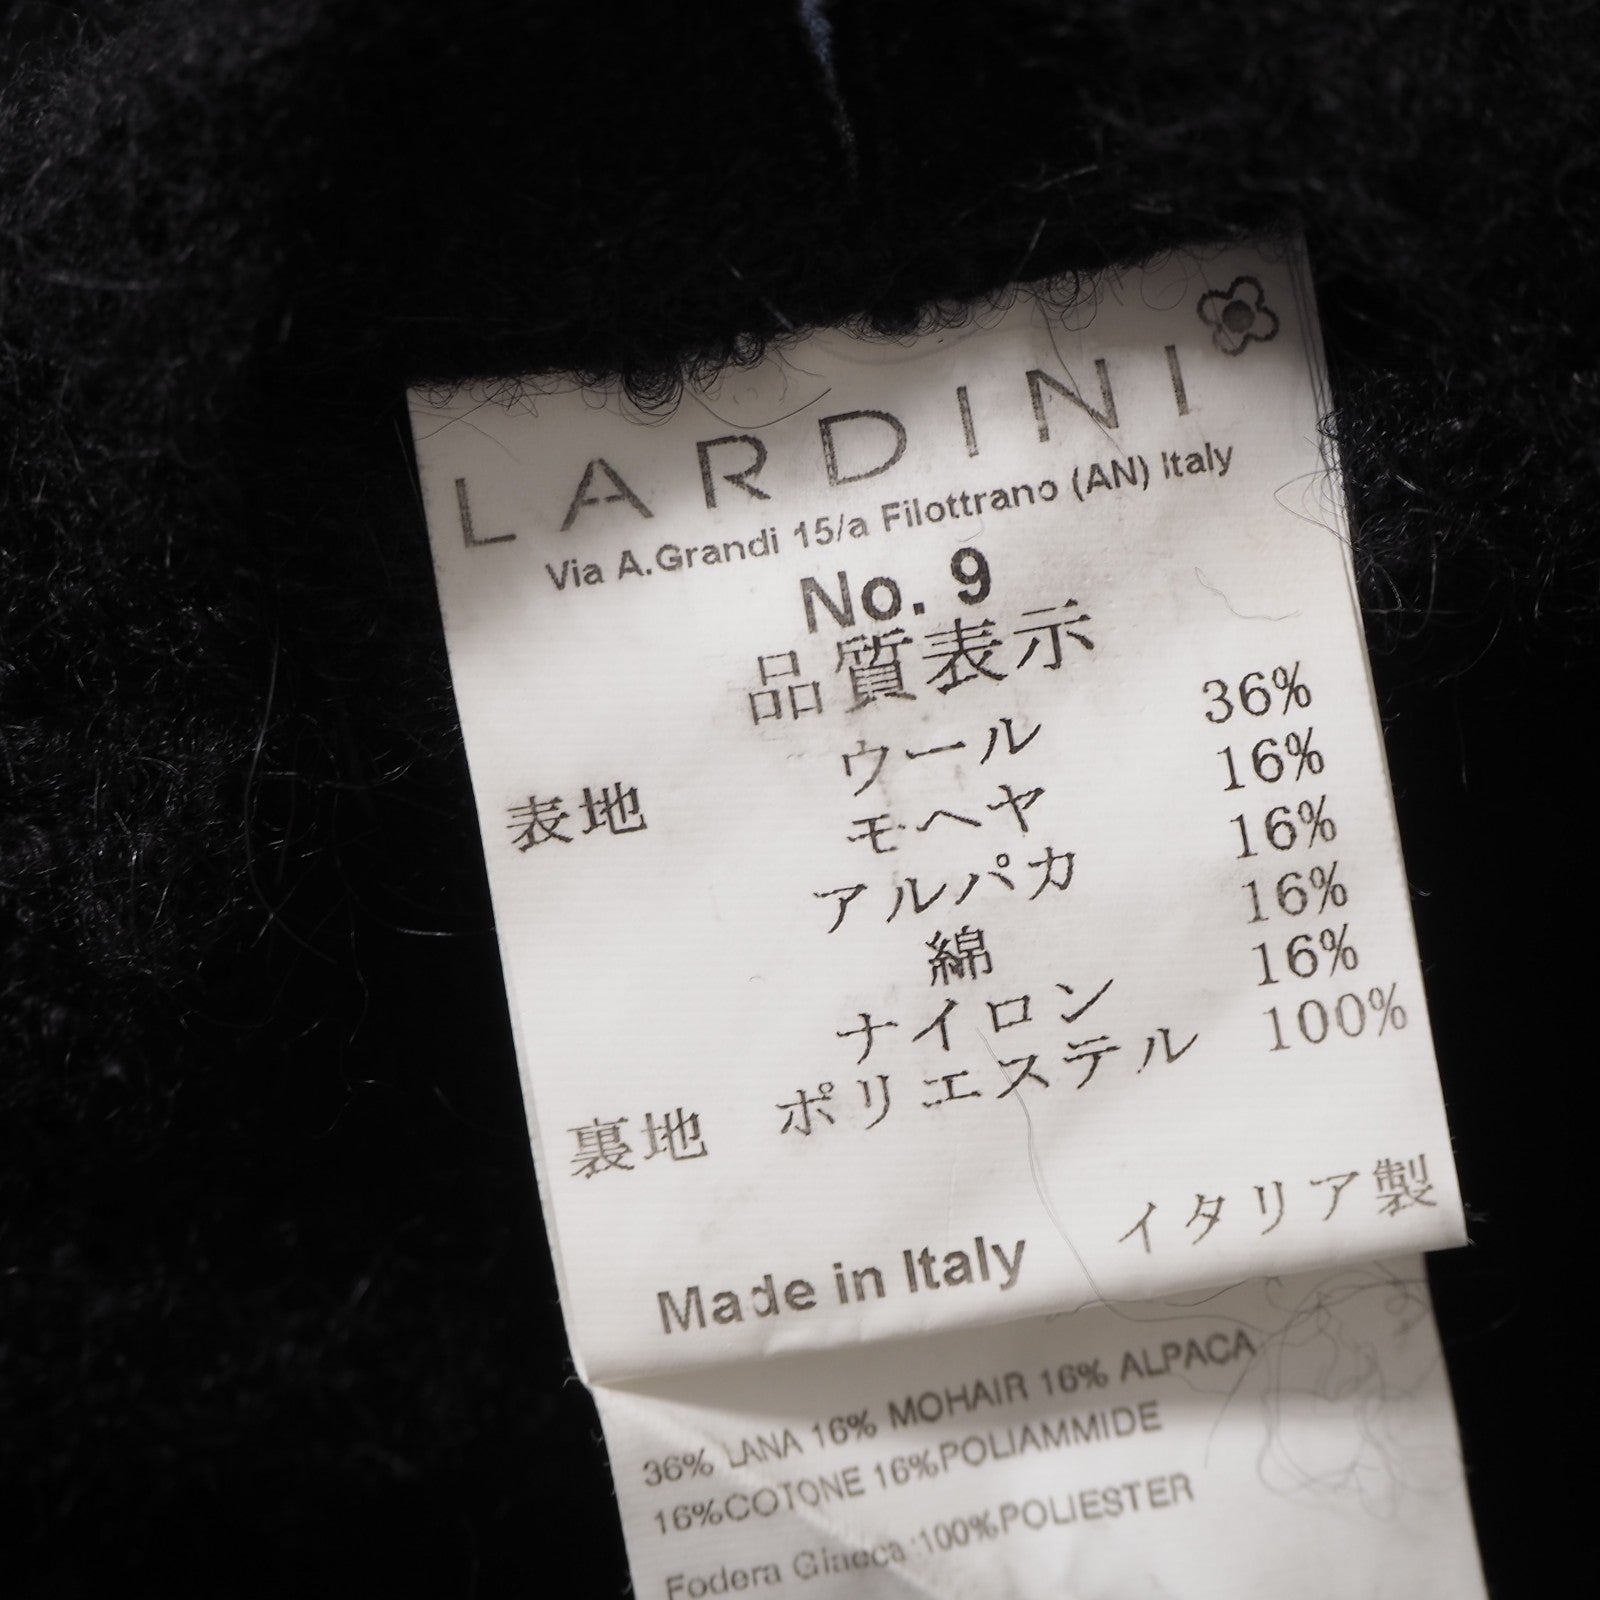 LARDINI
Via A.Grandi 15/a Filottrano (AN) Italy
No. 9
品質表示
表地 ウール 36%
モヘヤ 16%
アルパカ 16%
綿 16%
ナイロン 16%
裏地 ポリエステル 100%
Made in Italy イタリア製
36% LANA 16% MOHAIR 16% ALPACA
16%COTONE 16%POLIAMMIDE
Fodera Giacca:100%POLIESTER